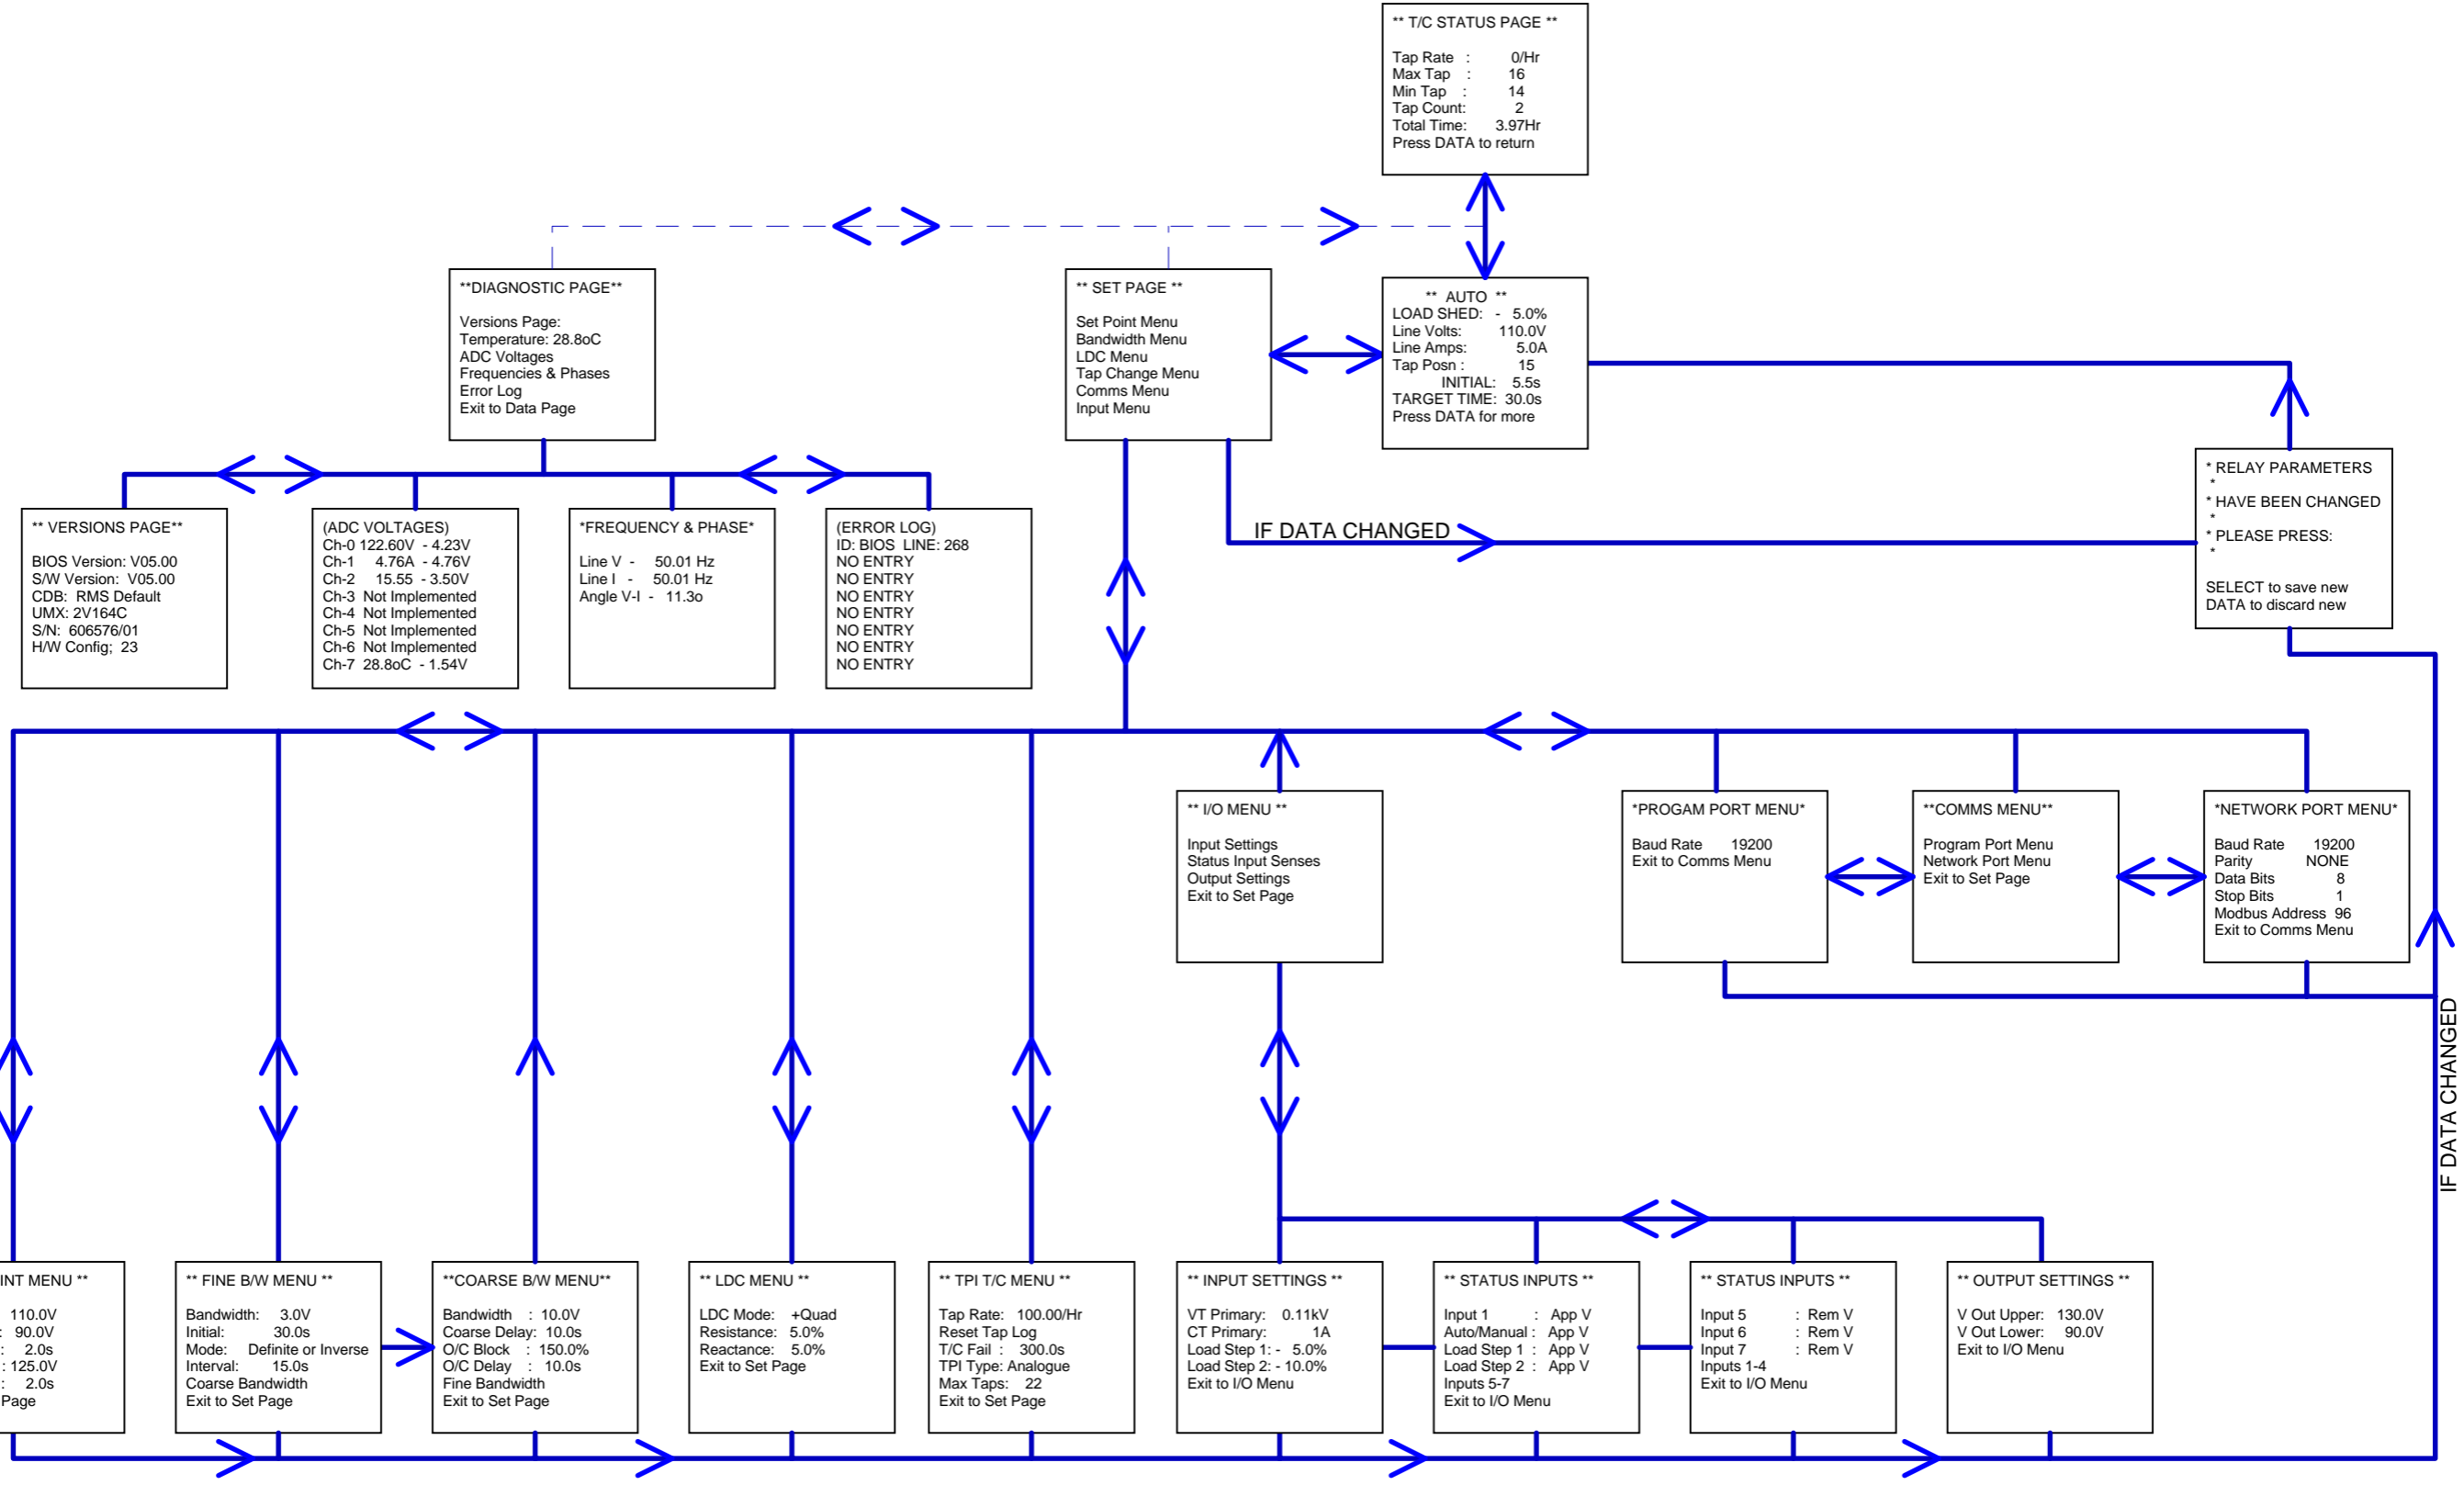 ** T/C STATUS PAGE **
Tap Rate : 0/Hr
Max Tap : 16
Min Tap : 14
Tap Count: 2
Total Time: 3.97Hr
Press DATA to return
**DIAGNOSTIC PAGE**
Versions Page:
Temperature: 28.8oC
ADC Voltages
Frequencies & Phases
Error Log
Exit to Data Page
** SET PAGE **
Set Point Menu
Bandwidth Menu
LDC Menu
Tap Change Menu
Comms Menu
Input Menu
** AUTO **
LOAD SHED: - 5.0%
Line Volts: 110.0V
Line Amps: 5.0A
Tap Posn : 15
INITIAL: 5.5s
TARGET TIME: 30.0s
Press DATA for more
* RELAY PARAMETERS
*
* HAVE BEEN CHANGED
*
* PLEASE PRESS:
*
SELECT to save new
DATA to discard new
IF DATA CHANGED
** VERSIONS PAGE**
BIOS Version: V05.00
S/W Version: V05.00
CDB: RMS Default
UMX: 2V164C
S/N: 606576/01
H/W Config; 23
(ADC VOLTAGES)
Ch-0 122.60V - 4.23V
Ch-1 4.76A - 4.76V
Ch-2 15.55 - 3.50V
Ch-3 Not Implemented
Ch-4 Not Implemented
Ch-5 Not Implemented
Ch-6 Not Implemented
Ch-7 28.8oC - 1.54V
*FREQUENCY & PHASE*
Line V - 50.01 Hz
Line I - 50.01 Hz
Angle V-I - 11.3o
(ERROR LOG)
ID: BIOS LINE: 268
NO ENTRY
NO ENTRY
NO ENTRY
NO ENTRY
NO ENTRY
NO ENTRY
NO ENTRY
** I/O MENU **
Input Settings
Status Input Senses
Output Settings
Exit to Set Page
*PROGAM PORT MENU*
Baud Rate 19200
Exit to Comms Menu
**COMMS MENU**
Program Port Menu
Network Port Menu
Exit to Set Page
*NETWORK PORT MENU*
Baud Rate 19200
Parity NONE
Data Bits 8
Stop Bits 1
Modbus Address 96
Exit to Comms Menu
IF DATA CHANGED
INT MENU **
110.0V
: 90.0V
: 2.0s
: 125.0V
: 2.0s
Page
** FINE B/W MENU **
Bandwidth: 3.0V
Initial: 30.0s
Mode: Definite or Inverse
Interval: 15.0s
Coarse Bandwidth
Exit to Set Page
**COARSE B/W MENU**
Bandwidth : 10.0V
Coarse Delay: 10.0s
O/C Block : 150.0%
O/C Delay : 10.0s
Fine Bandwidth
Exit to Set Page
** LDC MENU **
LDC Mode: +Quad
Resistance: 5.0%
Reactance: 5.0%
Exit to Set Page
** TPI T/C MENU **
Tap Rate: 100.00/Hr
Reset Tap Log
T/C Fail : 300.0s
TPI Type: Analogue
Max Taps: 22
Exit to Set Page
** INPUT SETTINGS **
VT Primary: 0.11kV
CT Primary: 1A
Load Step 1: - 5.0%
Load Step 2: - 10.0%
Exit to I/O Menu
** STATUS INPUTS **
Input 1 : App V
Auto/Manual : App V
Load Step 1 : App V
Load Step 2 : App V
Inputs 5-7
Exit to I/O Menu
** STATUS INPUTS **
Input 5 : Rem V
Input 6 : Rem V
Input 7 : Rem V
Inputs 1-4
Exit to I/O Menu
** OUTPUT SETTINGS **
V Out Upper: 130.0V
V Out Lower: 90.0V
Exit to I/O Menu